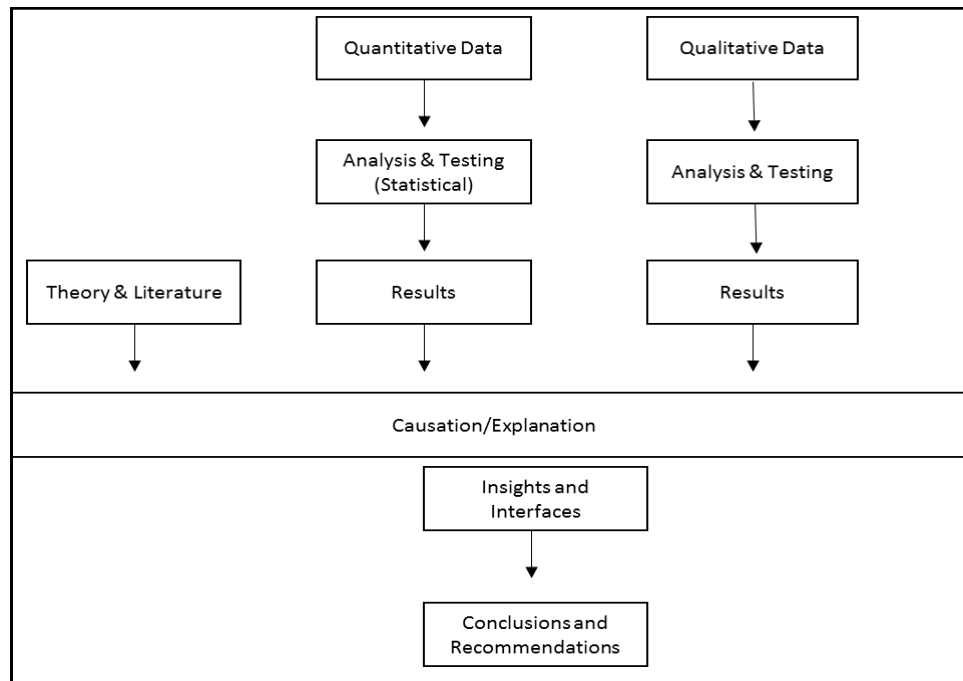 Quantitative Data
Qualitative Data
Analysis & Testing
(Statistical)
Analysis & Testing
Theory & Literature
Results
Results
Causation/Explanation
Insights and
Interfaces
Conclusions and
Recommendations